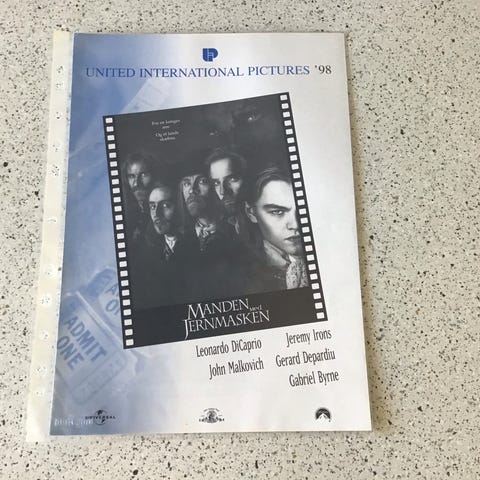 UNITED INTERNATIONAL PICTURES '98
MANDEN med
JERNMASKEN
Leonardo DiCaprio
Jeremy Irons
John Malkovich
Gerard Depardiu
Gabriel Byrne
ADMIT
ONE
UNIVERSAL